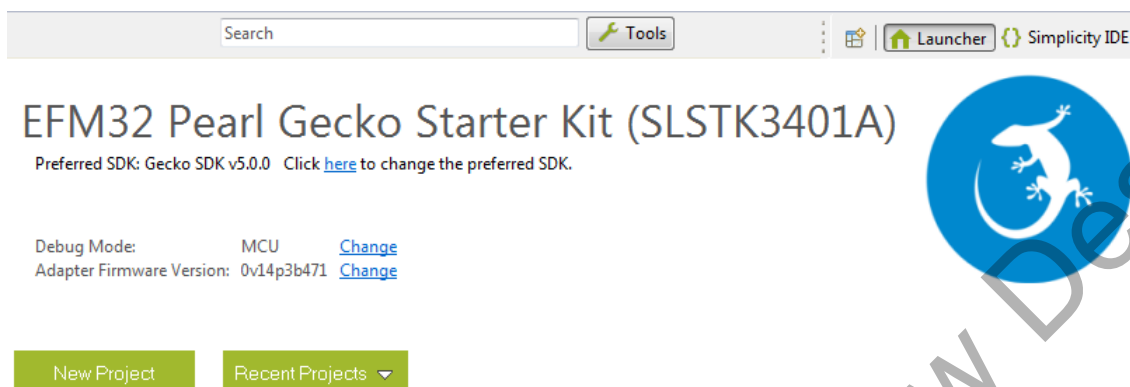 Search Tools Launcher {} Simplicity IDE
EFM32 Pearl Gecko Starter Kit (SLSTK3401A)
Preferred SDK: Gecko SDK v5.0.0 Click here to change the preferred SDK.
Debug Mode: MCU Change
Adapter Firmware Version: 0v14p3b471 Change
New Project Recent Projects